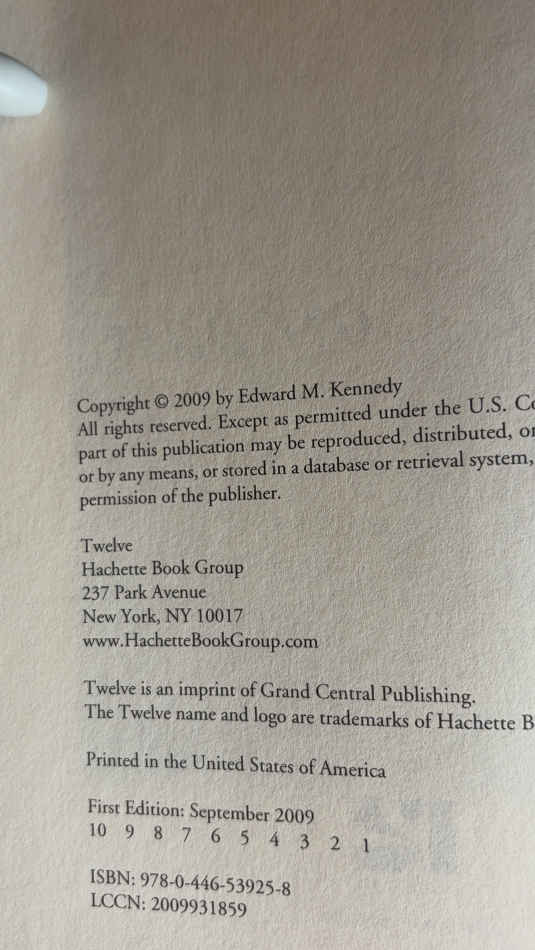 Copyright © 2009 by Edward M. Kennedy
All rights reserved. Except as permitted under the U.S.
part of this publication may be reproduced, distributed,
or by any means, or stored in a database or retrieval system,
permission of the publisher.
Twelve
Hachette Book Group
237 Park Avenue
New York, NY 10017
www.HachetteBookGroup.com
Twelve is an imprint of Grand Central Publishing.
The Twelve name and logo are trademarks of Hachette
Printed in the United States of America
First Edition: September 2009
10 9 8 7 6 5 4 3 2 1
ISBN: 978-0-446-53925-8
LCCN: 2009931859